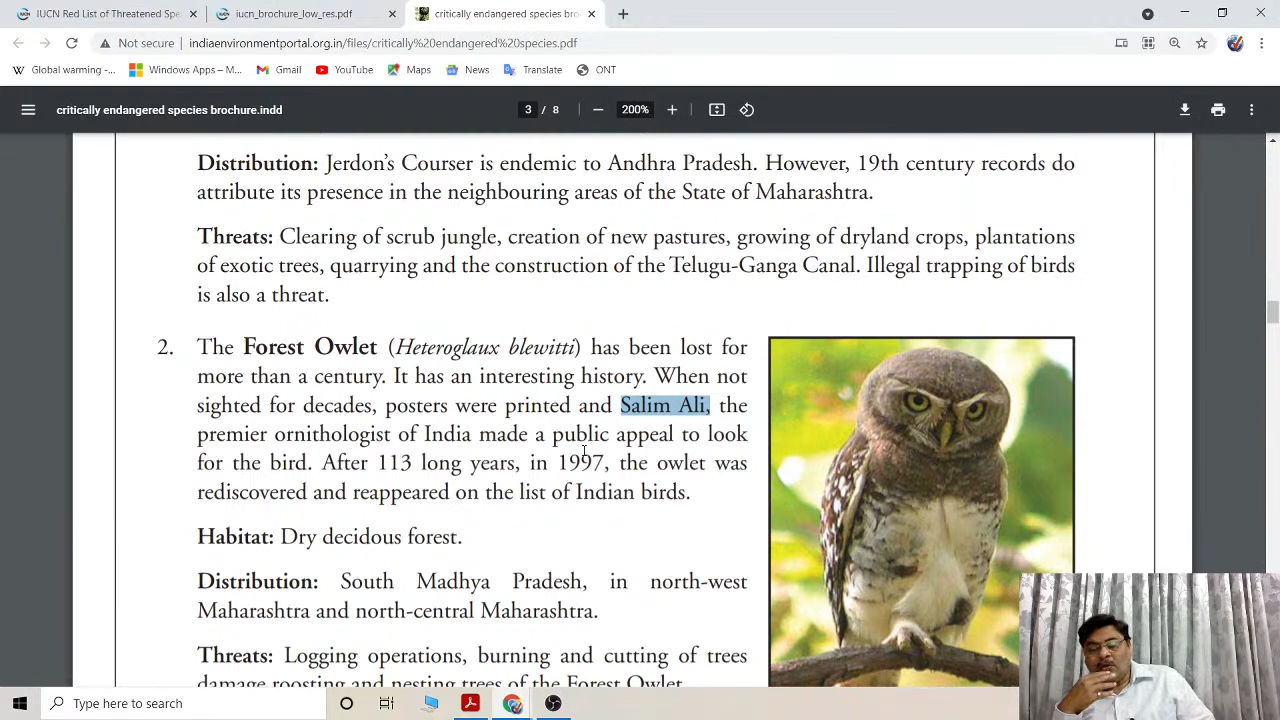 IUCN Red List of Threatened Spe
iucn_brochure_low_res.pdf
critically endangered species bro
Not secure
indiaenvironmentportal.org.in/files/critically%20endangered%20species.pdf
Global warming -...
Windows Apps – M...
Gmail
YouTube
Maps
News
Translate
ONT
critically endangered species brochure.indd
3 / 8
200%
Distribution: Jerdon's Courser is endemic to Andhra Pradesh. However, 19th century records do
attribute its presence in the neighbouring areas of the State of Maharashtra.
Threats: Clearing of scrub jungle, creation of new pastures, growing of dryland crops, plantations
of exotic trees, quarrying and the construction of the Telugu-Ganga Canal. Illegal trapping of birds
is also a threat.
2. The Forest Owlet (Heteroglaux blewitti) has been lost for
more than a century. It has an interesting history. When not
sighted for decades, posters were printed and Salim Ali, the
premier ornithologist of India made a public appeal to look
for the bird. After 113 long years, in 1997, the owlet was
rediscovered and reappeared on the list of Indian birds.
Habitat: Dry decidous forest.
Distribution: South Madhya Pradesh, in north-west
Maharashtra and north-central Maharashtra.
Threats: Logging operations, burning and cutting of trees
damage roosting and nesting trees of the Forest Owlet.
Type here to search